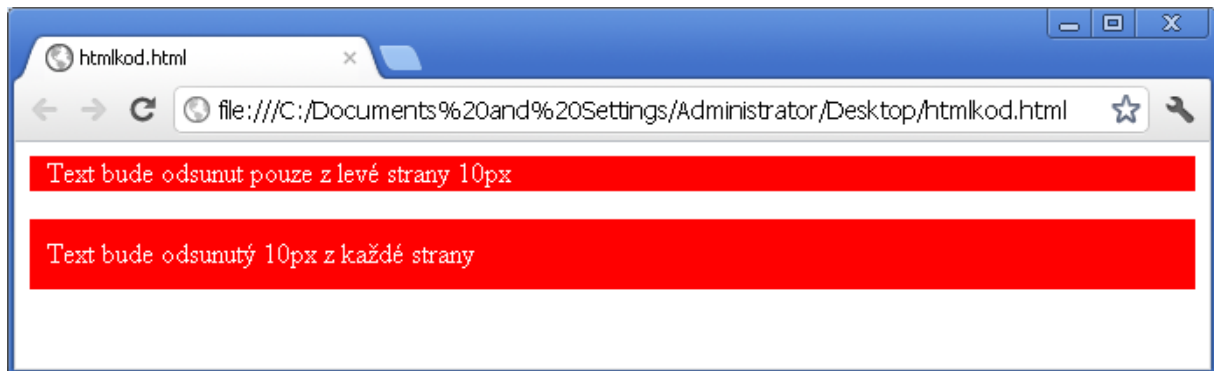 htmlkod.html
file:///C:/Documents%20and%20Settings/Administrator/Desktop/htmlkod.html
Text bude odsunut pouze z levé strany 10px
Text bude odsunutý 10px z každé strany